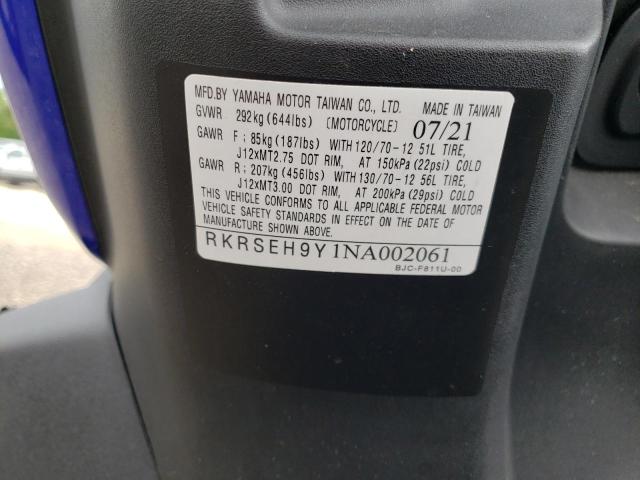 MFD.BY YAMAHA MOTOR TAIWAN CO., LTD. MADE IN TAIWAN
GVWR 292kg (644lbs) (MOTORCYCLE) 07/21
GAWR F; 85kg (187lbs) WITH 120/70-12 51L TIRE,
J12xMT2.75 DOT RIM, AT 150kPa (22psi) COLD
GAWR R; 207kg (456lbs) WITH 130/70-12 56L TIRE,
J12xMT3.00 DOT RIM, AT 200kPa (29psi) COLD
THIS VEHICLE CONFORMS TO ALL APPLICABLE FEDERAL MOTOR
VEHICLE SAFETY STANDARDS IN EFFECT ON THE DATE OF
MANUFACTURE SHOWN ABOVE.
RKRSEH9Y1NA002061
BJC-F811U-00